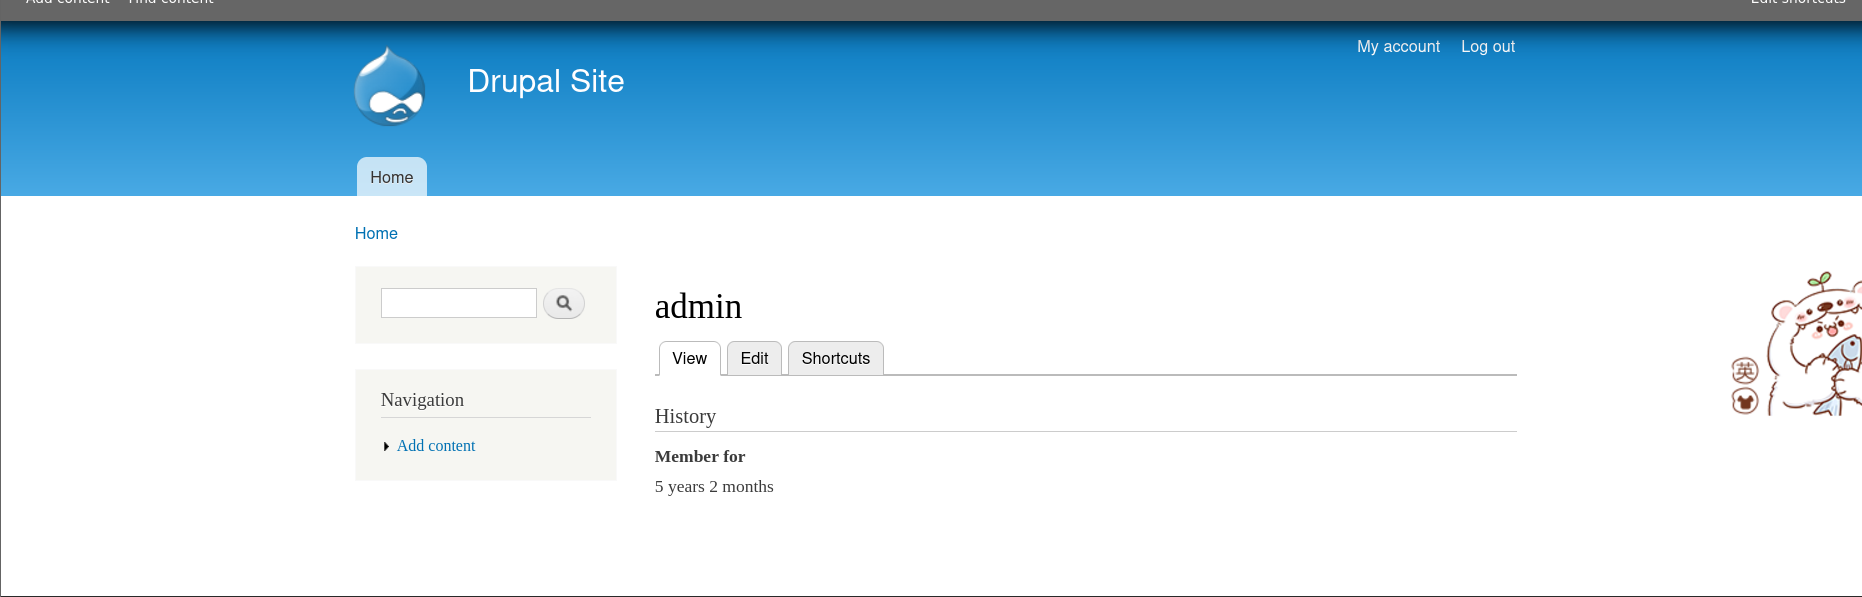 Add content Find content Edit shortcuts
My account Log out
Drupal Site
Home
Home
admin
View Edit Shortcuts
Navigation
Add content
History
Member for
5 years 2 months
英